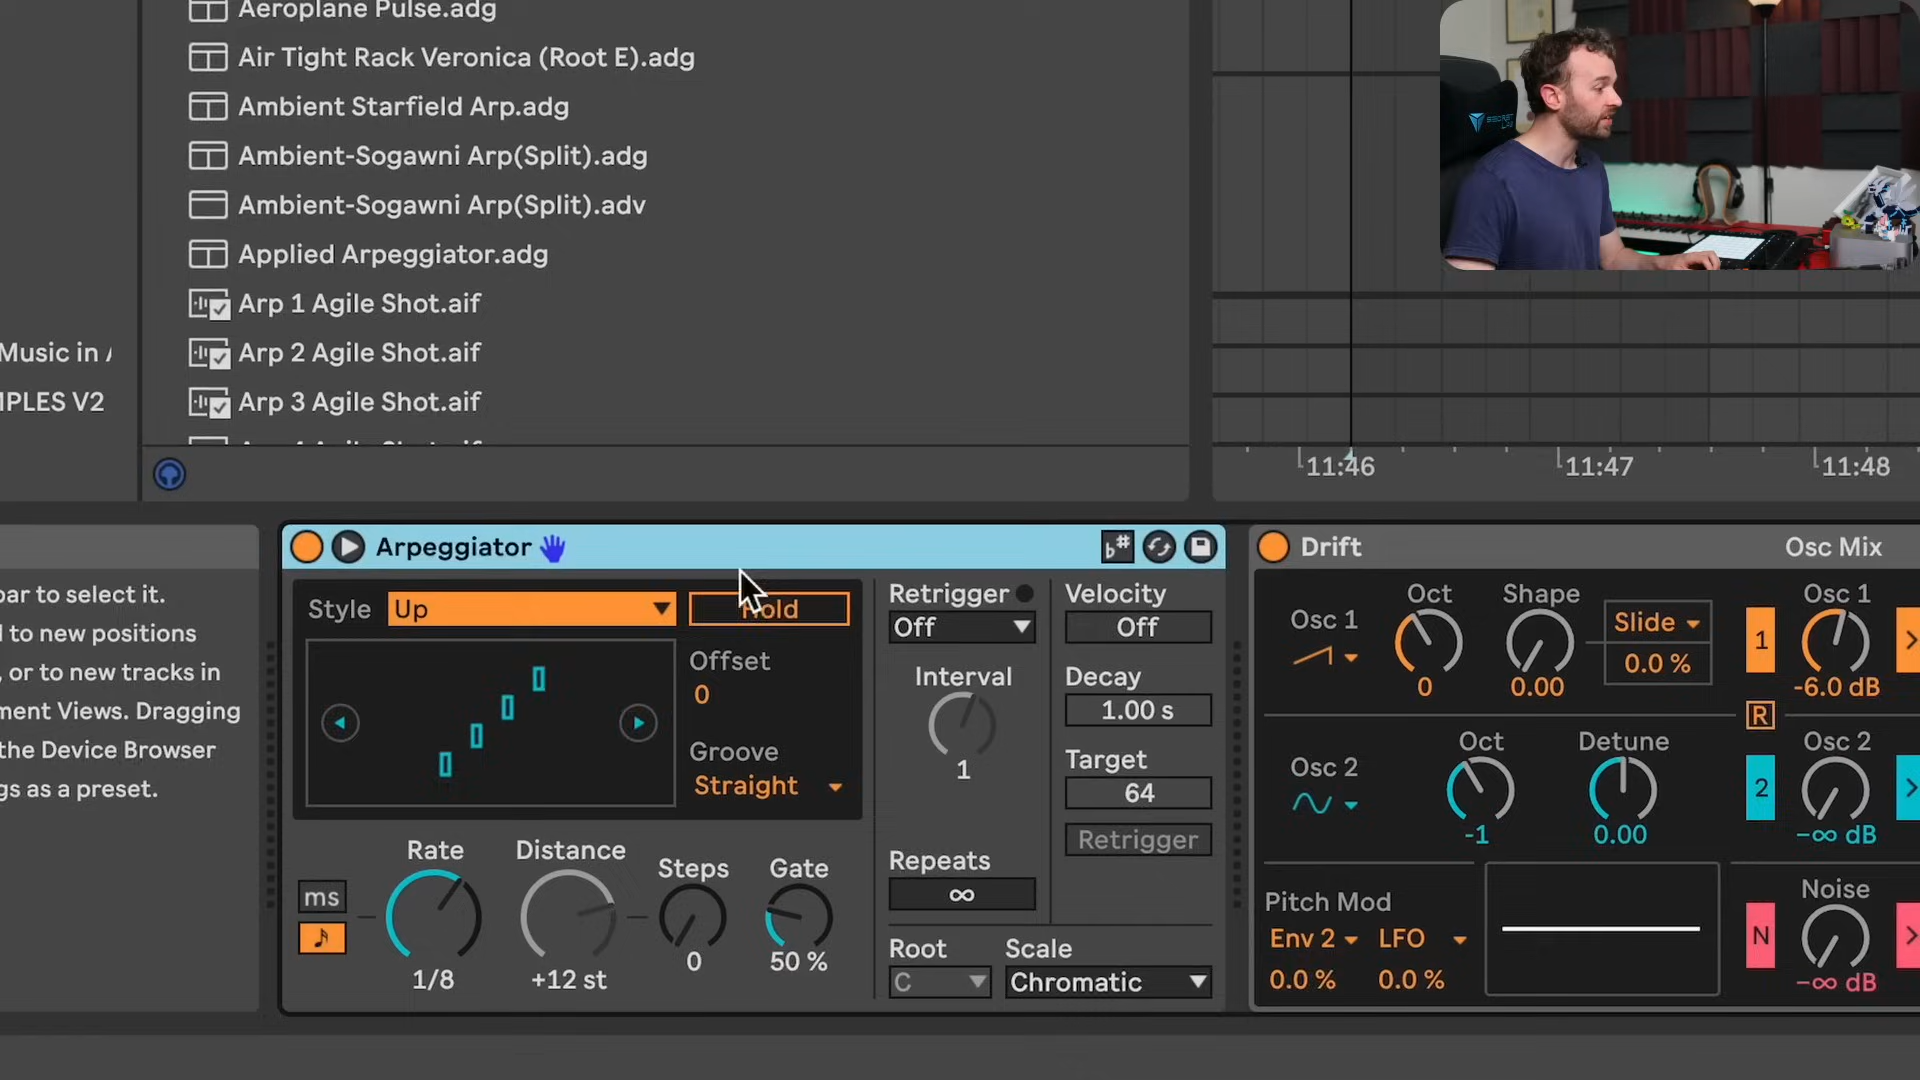 Aeroplane Pulse.adg
Air Tight Rack Veronica (Root E).adg
Ambient Starfield Arp.adg
Ambient-Sogawni Arp(Split).adg
Ambient-Sogawni Arp(Split).adv
Applied Arpeggiator.adg
Arp 1 Agile Shot.aif
Arp 2 Agile Shot.aif
Arp 3 Agile Shot.aif
Music in
MPLES V2
11:46
11:47
11:48
bar to select it.
d to new positions
, or to new tracks in
ment Views. Dragging
the Device Browser
gs as a preset.
Arpeggiator
Style
Up
Hold
Offset
0
Groove
Straight
Rate
Distance
Steps
Gate
ms
1/8
+12 st
0
50 %
Retrigger
Off
Interval
1
Repeats
∞
Velocity
Off
Decay
1.00 s
Target
64
Retrigger
Root
Scale
C
Chromatic
Drift
Osc Mix
Osc 1
Oct
0
Shape
0.00
Slide
0.0 %
1
Osc 1
-6.0 dB
R
Osc 2
Oct
-1
Detune
0.00
2
Osc 2
-∞ dB
Pitch Mod
Env 2
LFO
0.0 %
0.0 %
N
Noise
-∞ dB